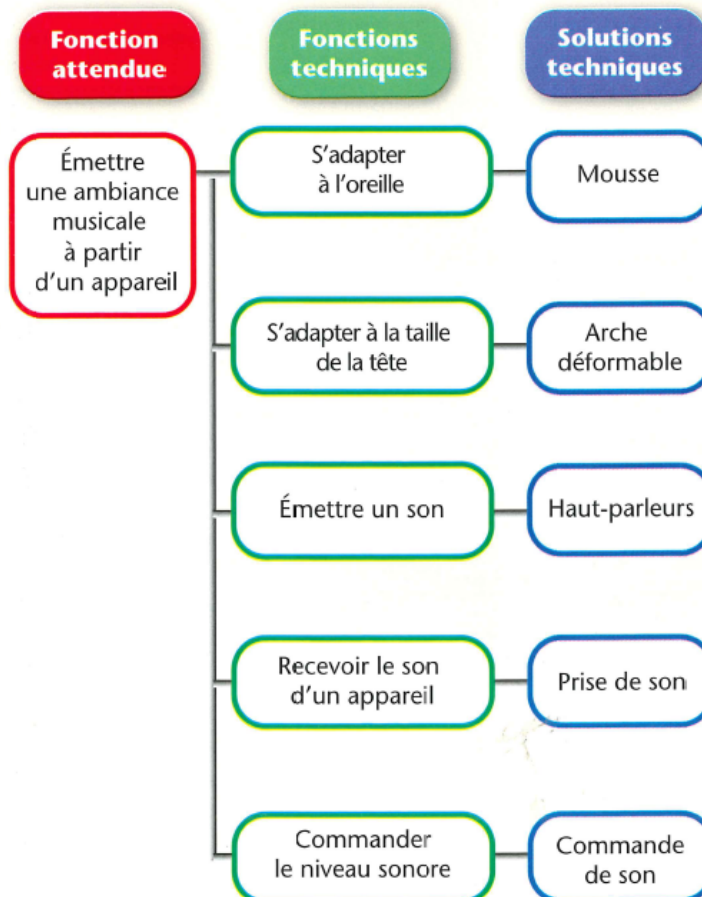 Fonction
attendue
Fonctions
techniques
Solutions
techniques
Émettre
une ambiance
musicale
à partir
d'un appareil
S'adapter
à l'oreille
Mousse
S'adapter à la taille
de la tête
Arche
déformable
Émettre un son
Haut-parleurs
Recevoir le son
d'un appareil
Prise de son
Commander
le niveau sonore
Commande
de son